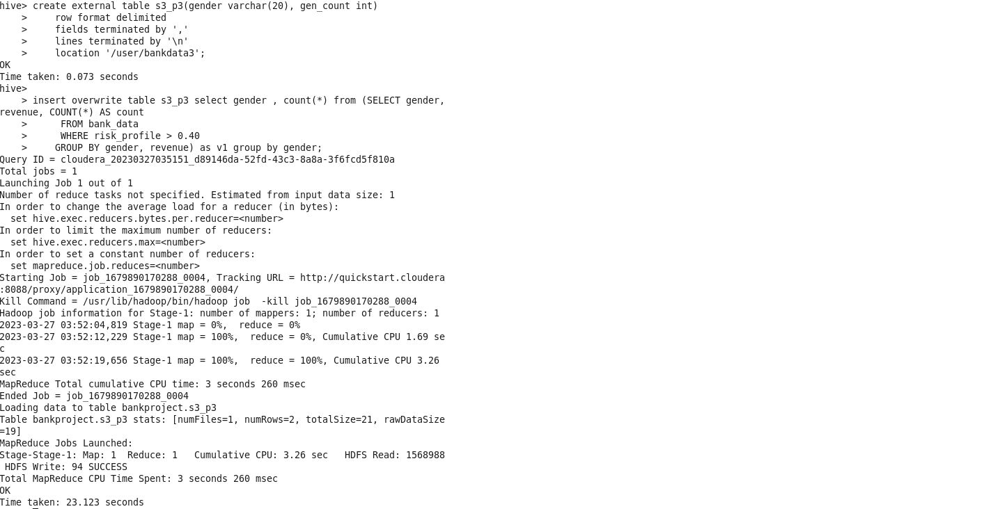 hive> create external table s3_p3(gender varchar(20), gen_count int)
    >     row format delimited
    >     fields terminated by ','
    >     lines terminated by '\n'
    >     location '/user/bankdata3';
OK
Time taken: 0.073 seconds
hive>
    > insert overwrite table s3_p3 select gender , count(*) from (SELECT gender,
revenue, COUNT(*) AS count
    >      FROM bank_data
    >      WHERE risk_profile > 0.40
    >     GROUP BY gender, revenue) as v1 group by gender;
Query ID = cloudera_20230327035151_d89146da-52fd-43c3-8a8a-3f6fcd5f810a
Total jobs = 1
Launching Job 1 out of 1
Number of reduce tasks not specified. Estimated from input data size: 1
In order to change the average load for a reducer (in bytes):
  set hive.exec.reducers.bytes.per.reducer=<number>
In order to limit the maximum number of reducers:
  set hive.exec.reducers.max=<number>
In order to set a constant number of reducers:
  set mapreduce.job.reduces=<number>
Starting Job = job_1679890170288_0004, Tracking URL = http://quickstart.cloudera
:8088/proxy/application_1679890170288_0004/
Kill Command = /usr/lib/hadoop/bin/hadoop job  -kill job_1679890170288_0004
Hadoop job information for Stage-1: number of mappers: 1; number of reducers: 1
2023-03-27 03:52:04,819 Stage-1 map = 0%,  reduce = 0%
2023-03-27 03:52:12,229 Stage-1 map = 100%,  reduce = 0%, Cumulative CPU 1.69 se
c
2023-03-27 03:52:19,656 Stage-1 map = 100%,  reduce = 100%, Cumulative CPU 3.26
sec
MapReduce Total cumulative CPU time: 3 seconds 260 msec
Ended Job = job_1679890170288_0004
Loading data to table bankproject.s3_p3
Table bankproject.s3_p3 stats: [numFiles=1, numRows=2, totalSize=21, rawDataSize
=19]
MapReduce Jobs Launched:
Stage-Stage-1: Map: 1  Reduce: 1   Cumulative CPU: 3.26 sec   HDFS Read: 1568988
 HDFS Write: 94 SUCCESS
Total MapReduce CPU Time Spent: 3 seconds 260 msec
OK
Time taken: 23.123 seconds